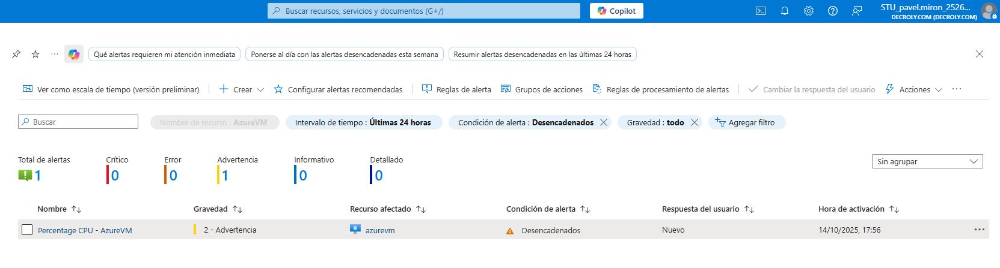 Buscar recursos, servicios y documentos (G+/)
Copilot
STU_pavel.miron_2526...
DECROLY.COM (DECROLY.COM)
Qué alertas requieren mi atención inmediata
Ponerse al día con las alertas desencadenadas esta semana
Resumir alertas desencadenadas en las últimas 24 horas
Ver como escala de tiempo (versión preliminar)
Crear
Configurar alertas recomendadas
Reglas de alerta
Grupos de acciones
Reglas de procesamiento de alertas
Cambiar la respuesta del usuario
Acciones
Buscar
Nombre de recurso : AzureVM
Intervalo de tiempo : Últimas 24 horas
Condición de alerta : Desencadenados
Gravedad : todo
Agregar filtro
Total de alertas
1
Crítico
0
Error
0
Advertencia
1
Informativo
0
Detallado
0
Sin agrupar
Nombre
Gravedad
Recurso afectado
Condición de alerta
Respuesta del usuario
Hora de activación
Percentage CPU - AzureVM
2 - Advertencia
azurevm
Desencadenados
Nuevo
14/10/2025, 17:56